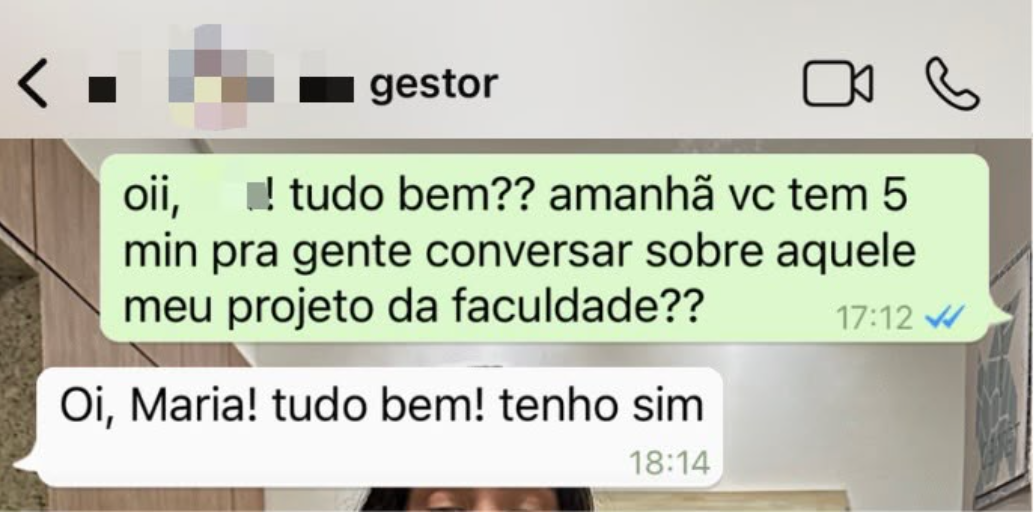 gestor
oii, ! tudo bem?? amanhã vc tem 5
min pra gente conversar sobre aquele
meu projeto da faculdade??
17:12
Oi, Maria! tudo bem! tenho sim
18:14